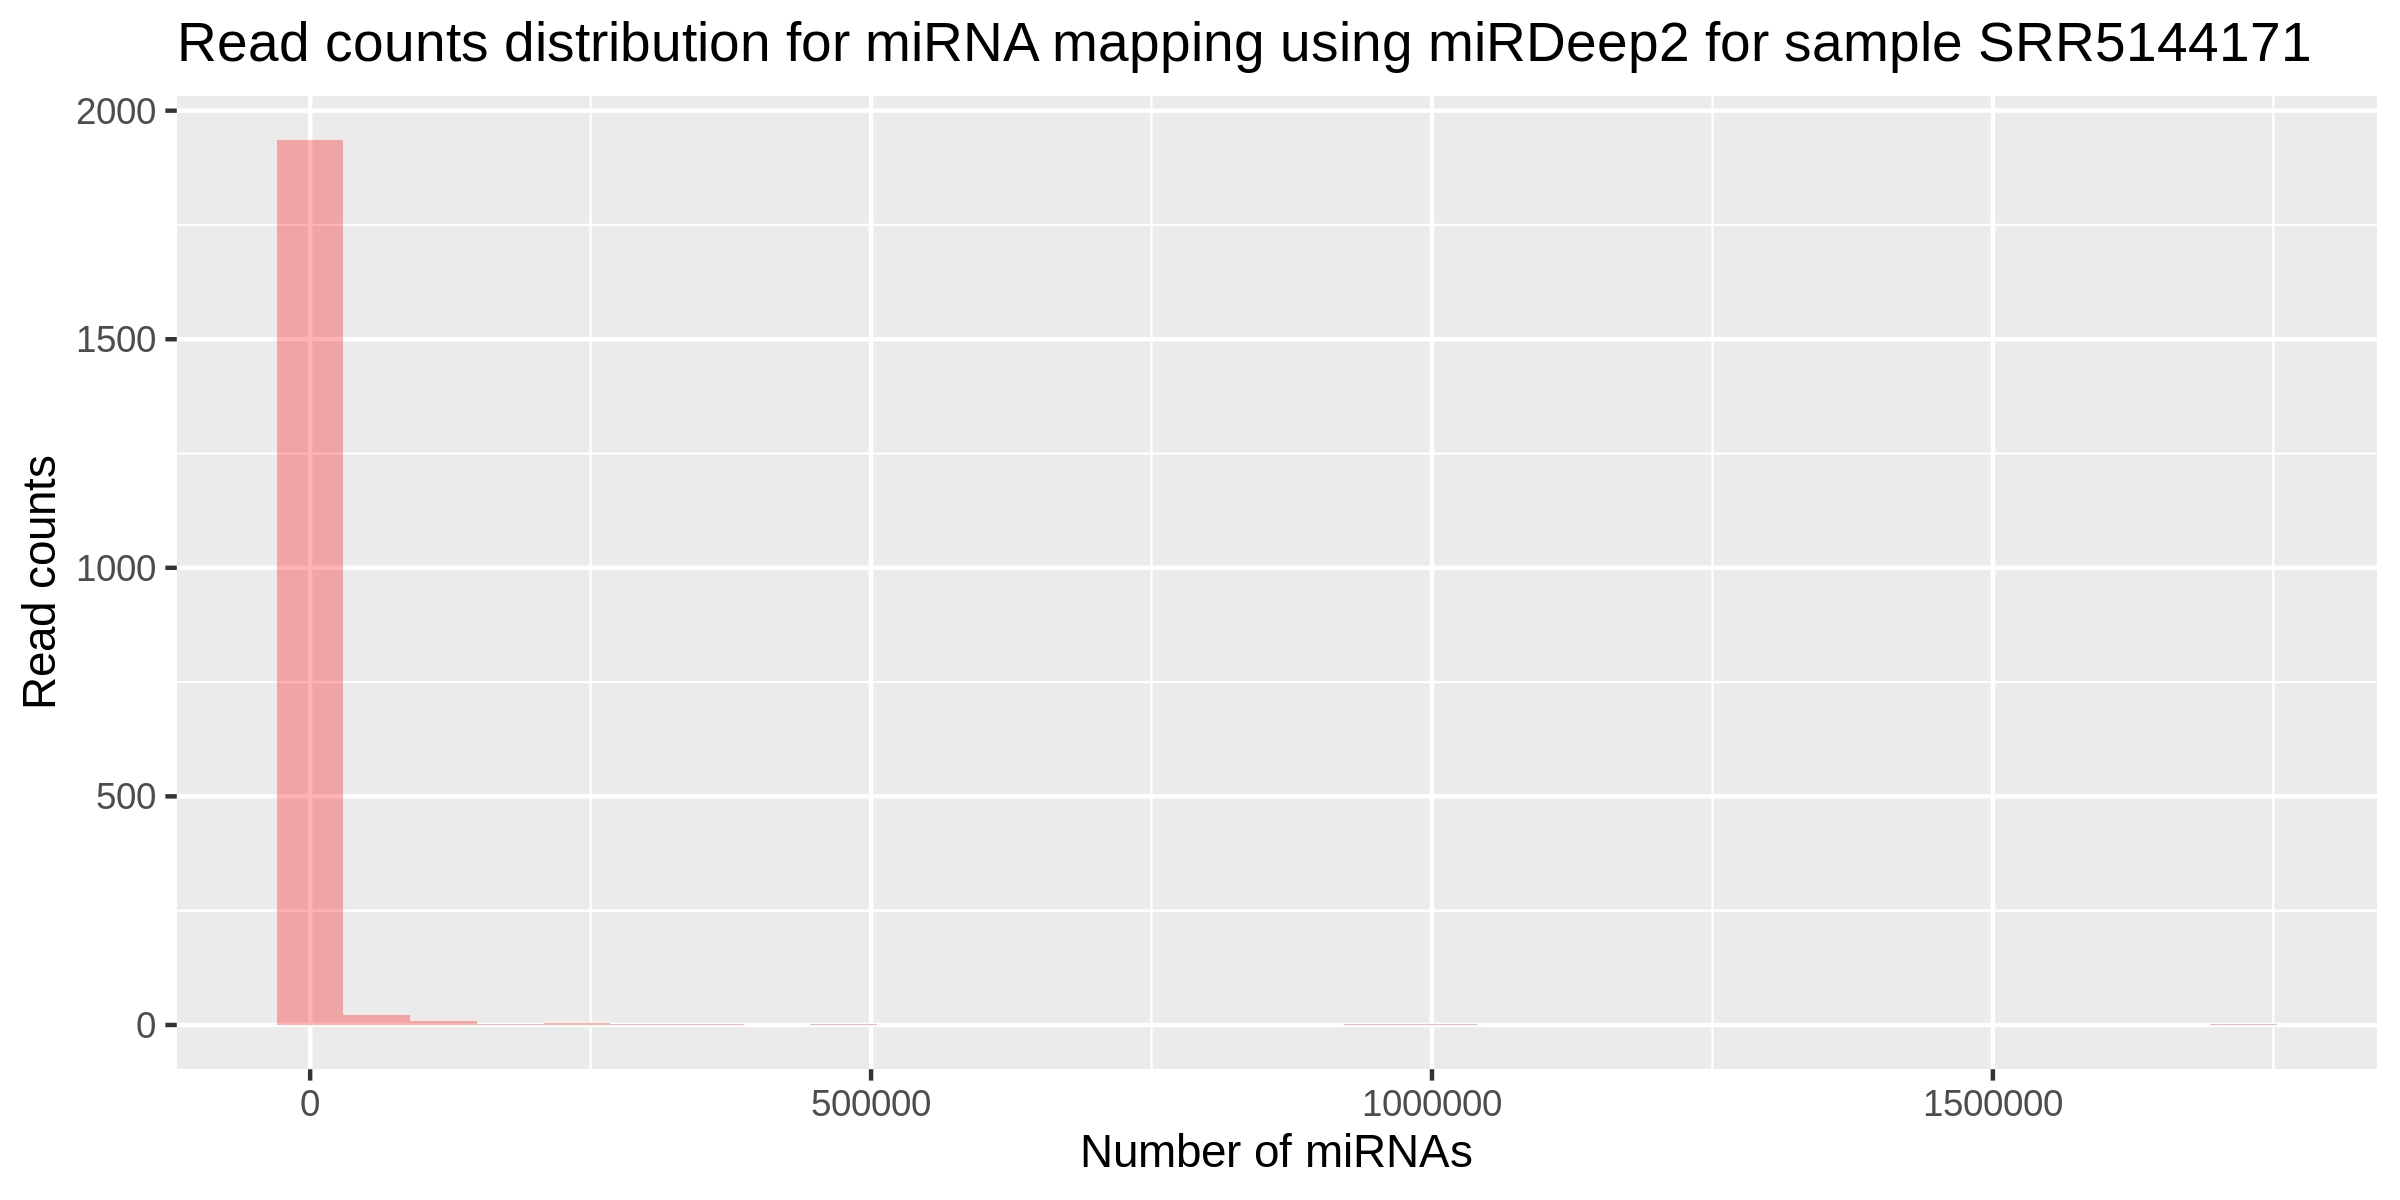 Read counts distribution for miRNA mapping using miRDeep2 for sample SRR5144171
2000
1500
1000
500
0
Read counts
0 500000 1000000 1500000
Number of miRNAs